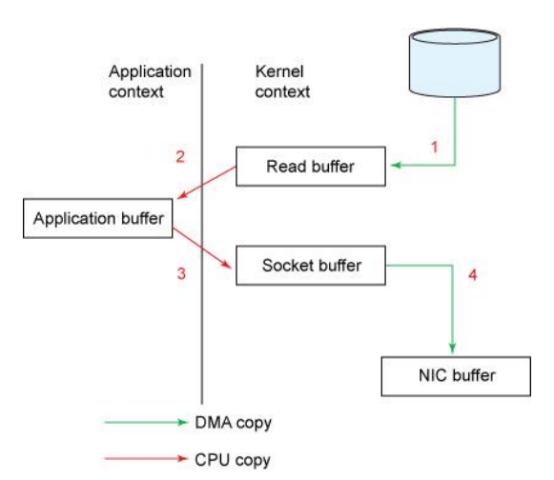 Application
context
Kernel
context
1
2
Read buffer
Application buffer
3
Socket buffer
4
NIC buffer
DMA copy
CPU copy